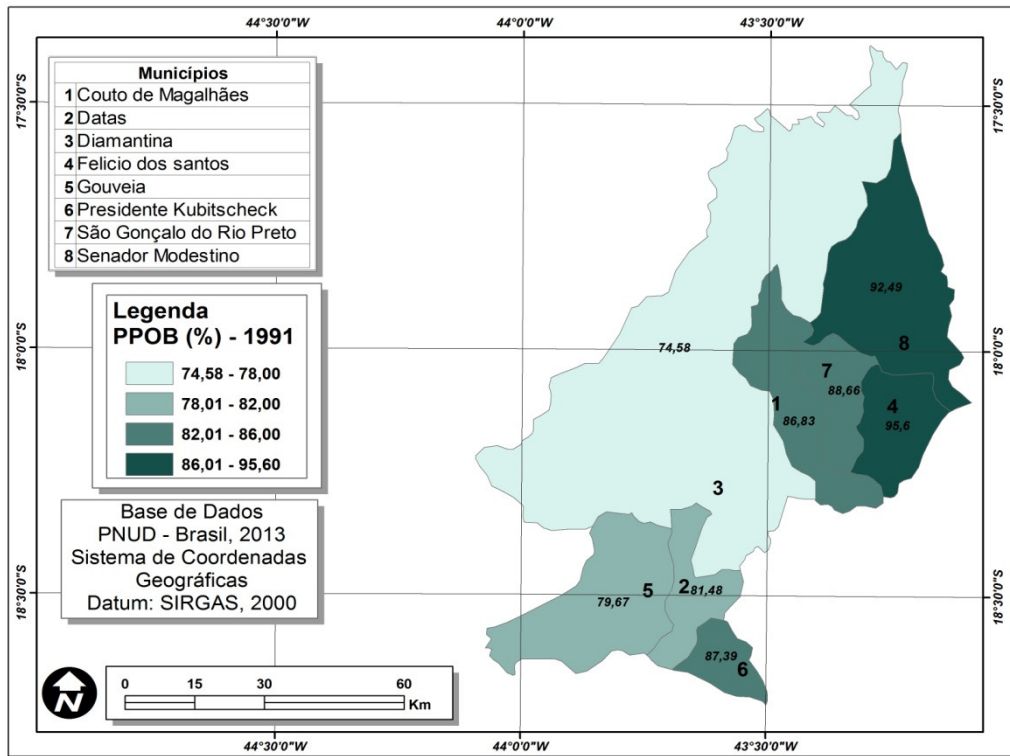 44°30'0"W
44°0'0"W
43°30'0"W
17°30'0"S
17°30'0"S
Municípios
1 Couto de Magalhães
2 Datas
3 Diamantina
4 Felicio dos santos
5 Gouveia
6 Presidente Kubitscheck
7 São Gonçalo do Rio Preto
8 Senador Modestino
Legenda
PPOB (%) - 1991
74,58 - 78,00
78,01 - 82,00
82,01 - 86,00
86,01 - 95,60
18°0'0"S
18°0'0"S
92,49
8
74,58
7
88,66
1
86,83
4
95,6
3
Base de Dados
PNUD - Brasil, 2013
Sistema de Coordenadas
Geográficas
Datum: SIRGAS, 2000
18°30'0"S
18°30'0"S
5
79,67
2
81,48
87,39
6
N
0 15 30 60
Km
44°30'0"W
44°0'0"W
43°30'0"W